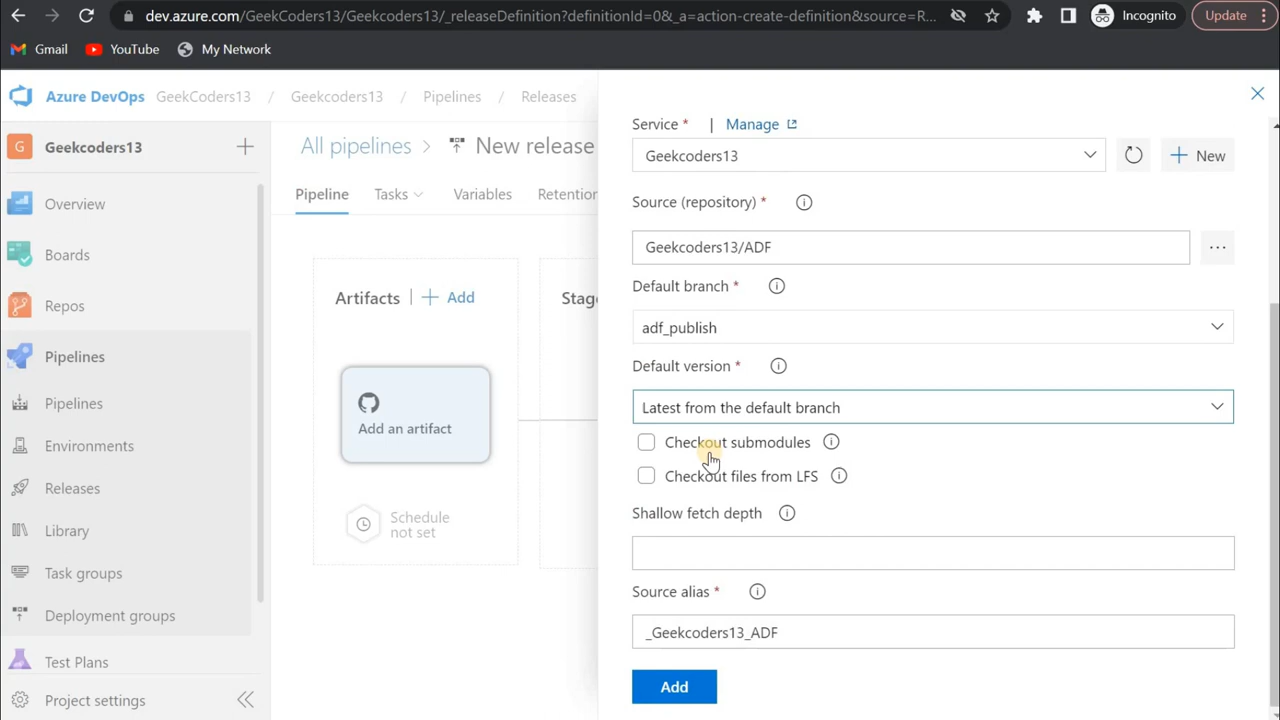 dev.azure.com/GeekCoders13/Geekcoders13/_releaseDefinition?definitionId=0&_a=action-create-definition&source=R...
Incognito
Update
Gmail
YouTube
My Network
Azure DevOps
GeekCoders13
/
Geekcoders13
/
Pipelines
/
Releases
G
Geekcoders13
Overview
Boards
Repos
Pipelines
Pipelines
Environments
Releases
Library
Task groups
Deployment groups
Test Plans
Project settings
All pipelines > New release
Pipeline
Tasks
Variables
Retention
Artifacts | + Add
Stag
Add an artifact
Schedule
not set
Service * | Manage
Geekcoders13
+ New
Source (repository) *
Geekcoders13/ADF
...
Default branch *
adf_publish
Default version *
Latest from the default branch
Checkout submodules
Checkout files from LFS
Shallow fetch depth
Source alias *
_Geekcoders13_ADF
Add